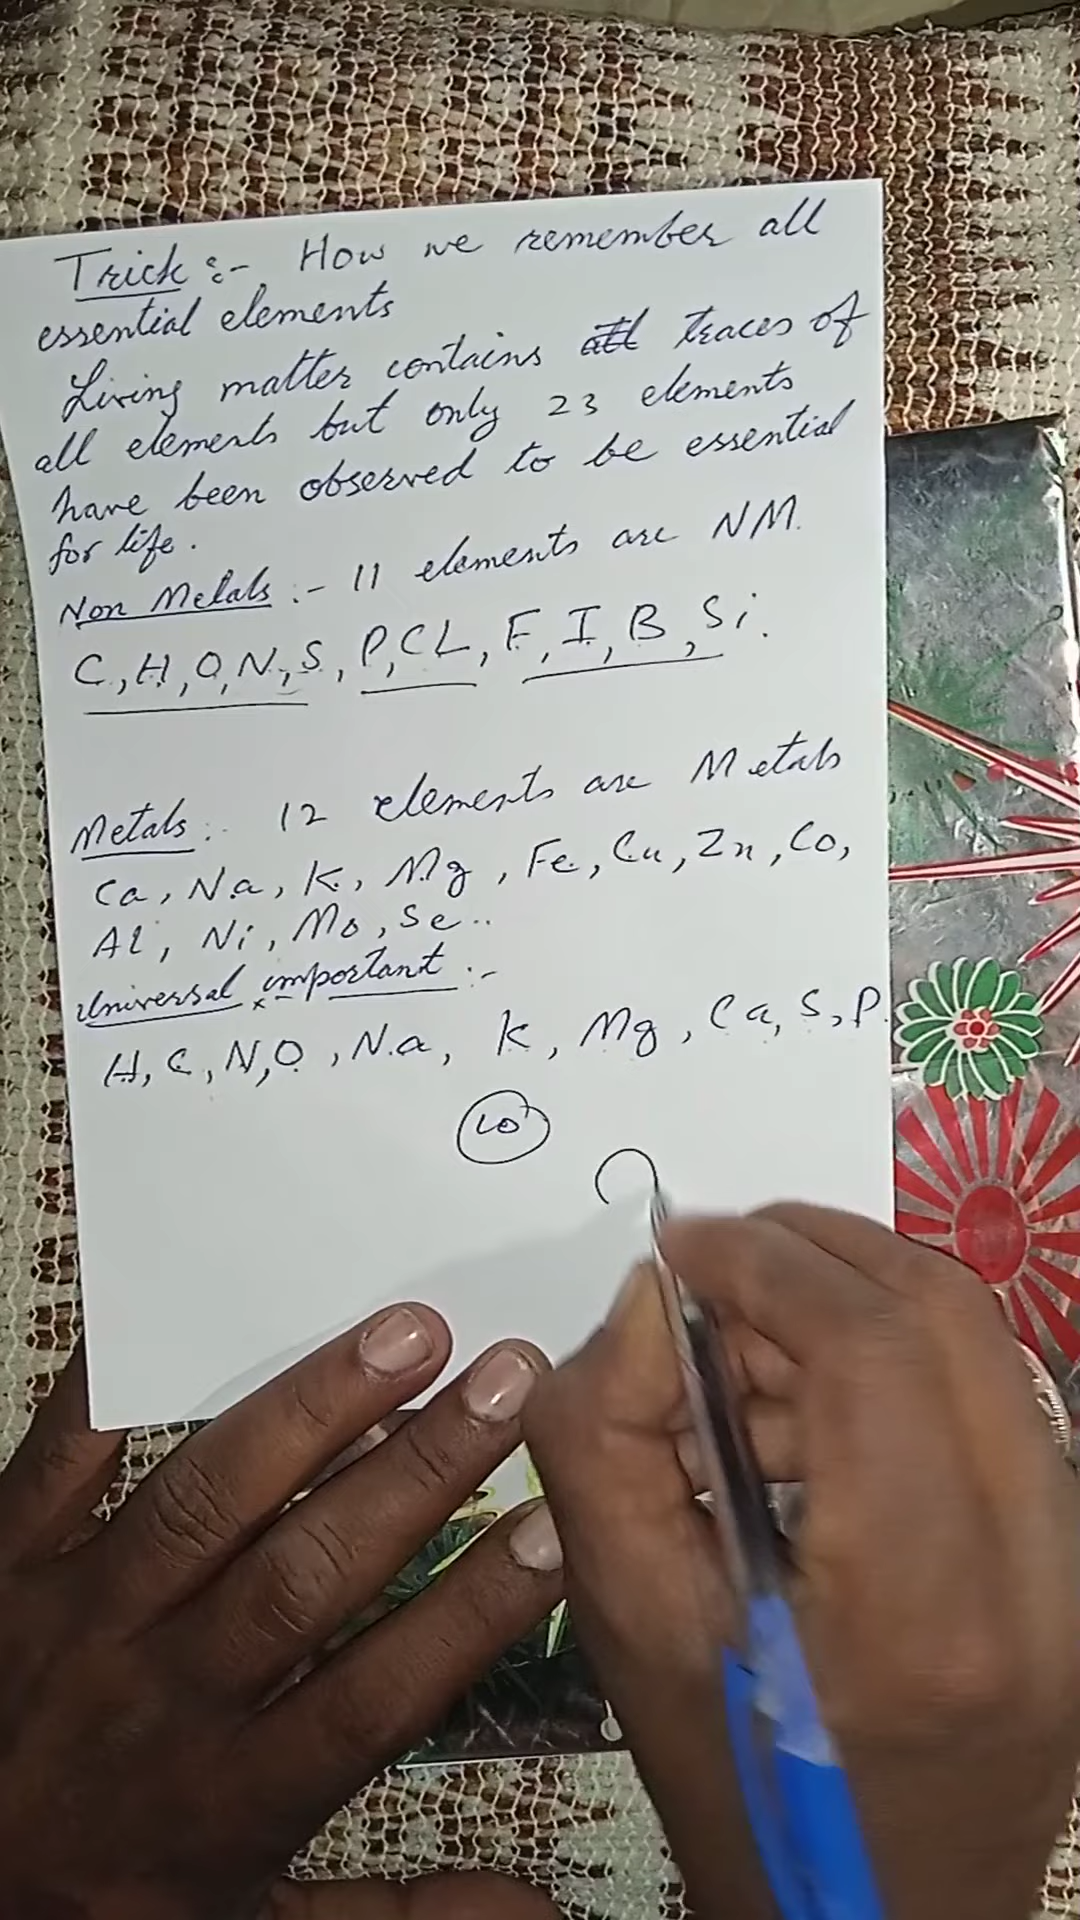 Trick :- How we remember all
essential elements
Living matter contains all traces of
all elements but only 23 elements
have been observed to be essential
for life.
Non Metals :- 11 elements are NM.
C, H, O, N, S, P, CL, F, I, B, Si.
Metals :. 12 elements are Metals
Ca, Na, K, Mg, Fe, Cu, Zn, Co,
Al, Ni, Mo, Se..
Universal important :-
H, C, N, O, Na, K, Mg, Ca, S, P.
10